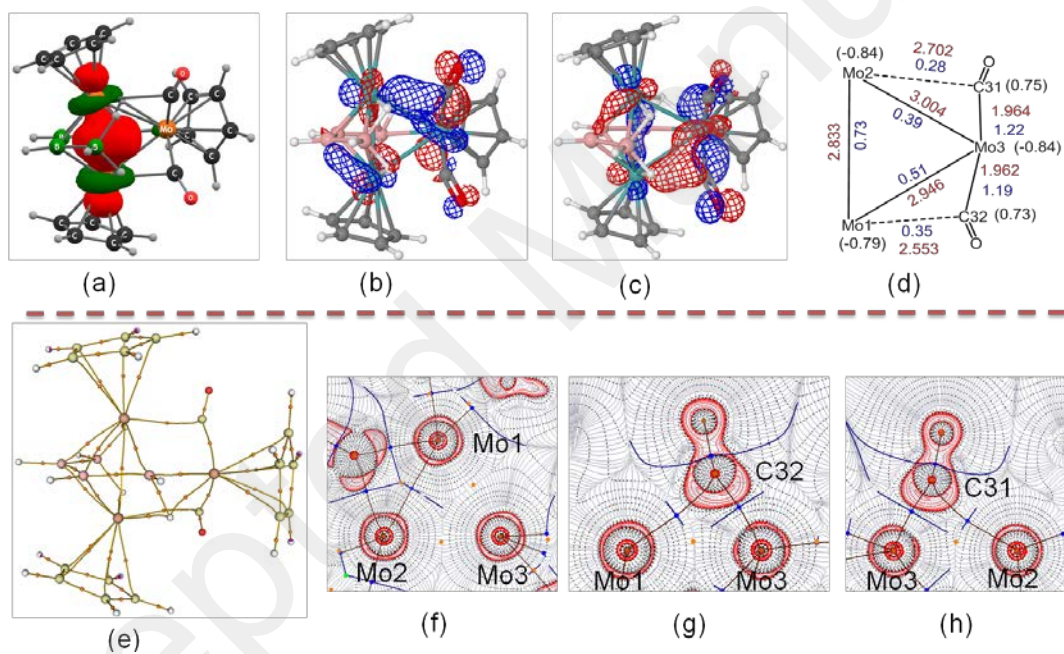 Mo
C
C
C
C
C
B
B
O
O
(a)
(b)
(c)
(-0.84)
Mo2
2.702
0.28
O
C31 (0.75)
3.004
0.39
1.964
1.22
2.833
0.73
Mo3 (-0.84)
0.51
2.946
1.962
1.19
Mo1
(-0.79)
0.35
2.553
C32 (0.73)
O
(d)
Mo1
Mo2
Mo3
C32
Mo1
Mo3
C31
Mo3
Mo2
(e)
(f)
(g)
(h)